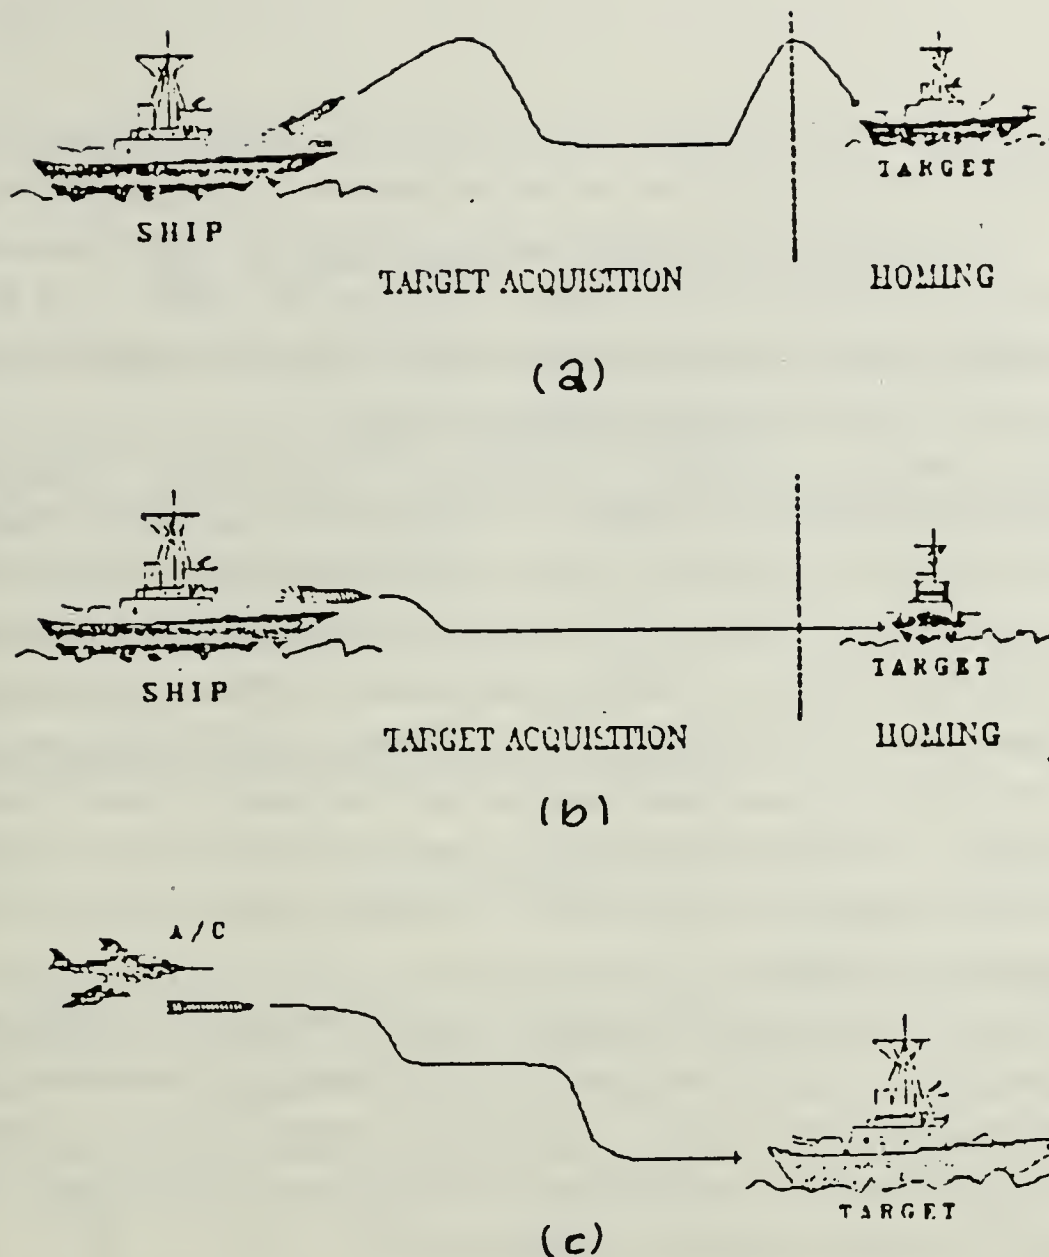 TARGET
SHIP
TARGET ACQUISITION HOMING
(a)
TARGET
SHIP
TARGET ACQUISITION HOMING
(b)
A/C
TARGET
(c)